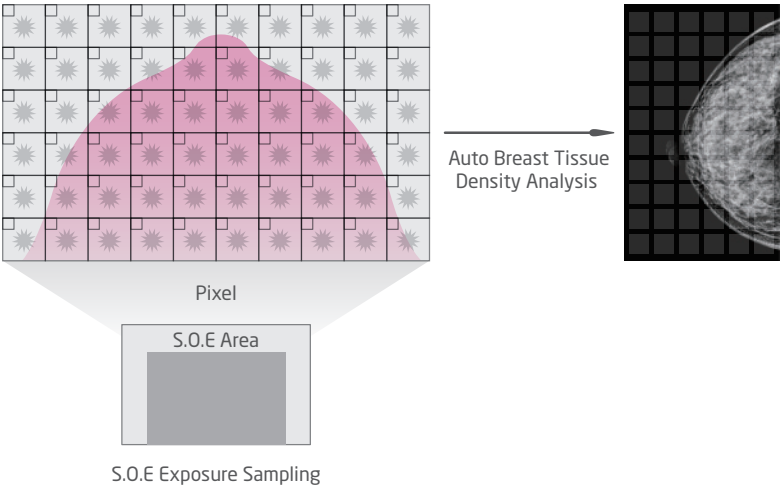 Auto Breast Tissue
Density Analysis
Pixel
S.O.E Area
S.O.E Exposure Sampling